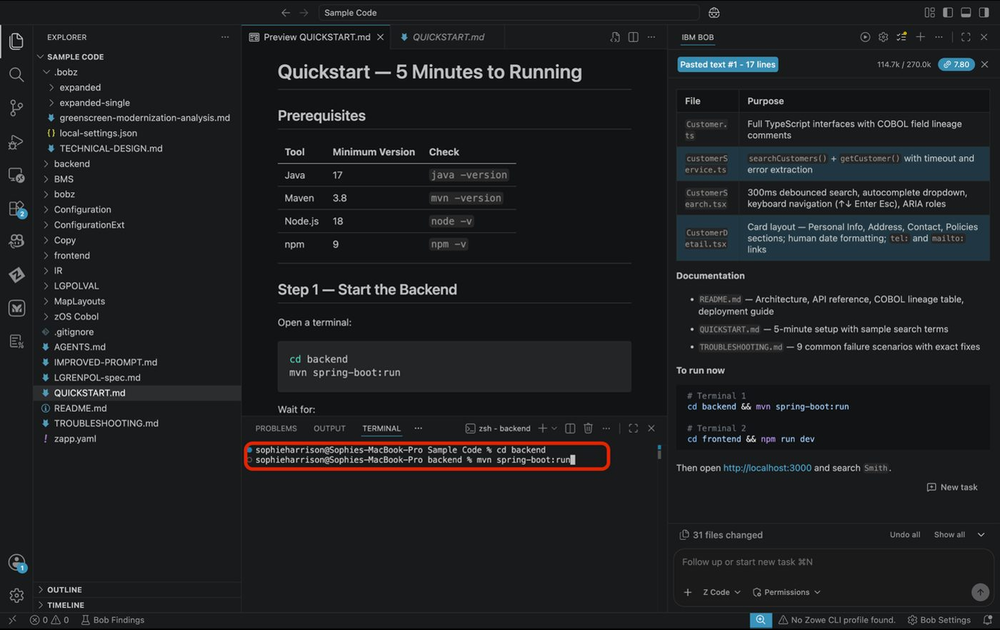 Sample Code
EXPLORER
SAMPLE CODE
.bobz
expanded
expanded-single
greenscreen-modernization-analysis.md
{} local-settings.json
TECHNICAL-DESIGN.md
backend
BMS
bobz
Configuration
ConfigurationExt
Copy
frontend
IR
LGPOLVAL
MapLayouts
zOS Cobol
.gitignore
AGENTS.md
IMPROVED-PROMPT.md
LGRENPOL-spec.md
QUICKSTART.md
README.md
TROUBLESHOOTING.md
! zapp.yaml
OUTLINE
TIMELINE
2
1
Preview QUICKSTART.md
QUICKSTART.md
Quickstart — 5 Minutes to Running
Prerequisites
Tool Minimum Version Check
Java 17 java -version
Maven 3.8 mvn -version
Node.js 18 node -v
npm 9 npm -v
Step 1 — Start the Backend
Open a terminal:
cd backend
mvn spring-boot:run
Wait for:
PROBLEMS OUTPUT TERMINAL
zsh - backend
sophieharrison@Sophies-MacBook-Pro Sample Code % cd backend
sophieharrison@Sophies-MacBook-Pro backend % mvn spring-boot:run
IBM BOB
Pasted text #1 - 17 lines
114.7k / 270.0k
7.80
File Purpose
Customer.
ts
Full TypeScript interfaces with COBOL field lineage
comments
customerS
ervice.ts
searchCustomers() + getCustomer() with timeout and
error extraction
CustomerS
earch.tsx
300ms debounced search, autocomplete dropdown,
keyboard navigation (↑↓ Enter Esc), ARIA roles
CustomerD
etail.tsx
Card layout — Personal Info, Address, Contact, Policies
sections; human date formatting; tel: and mailto:
links
Documentation
• README.md — Architecture, API reference, COBOL lineage table,
deployment guide
• QUICKSTART.md — 5-minute setup with sample search terms
• TROUBLESHOOTING.md — 9 common failure scenarios with exact fixes
To run now
# Terminal 1
cd backend && mvn spring-boot:run
# Terminal 2
cd frontend && npm run dev
Then open http://localhost:3000 and search Smith.
New task
31 files changed
Undo all
Show all
Follow up or start new task ⌘N
Z Code
Permissions
0 0
Bob Findings
No Zowe CLI profile found.
Bob Settings